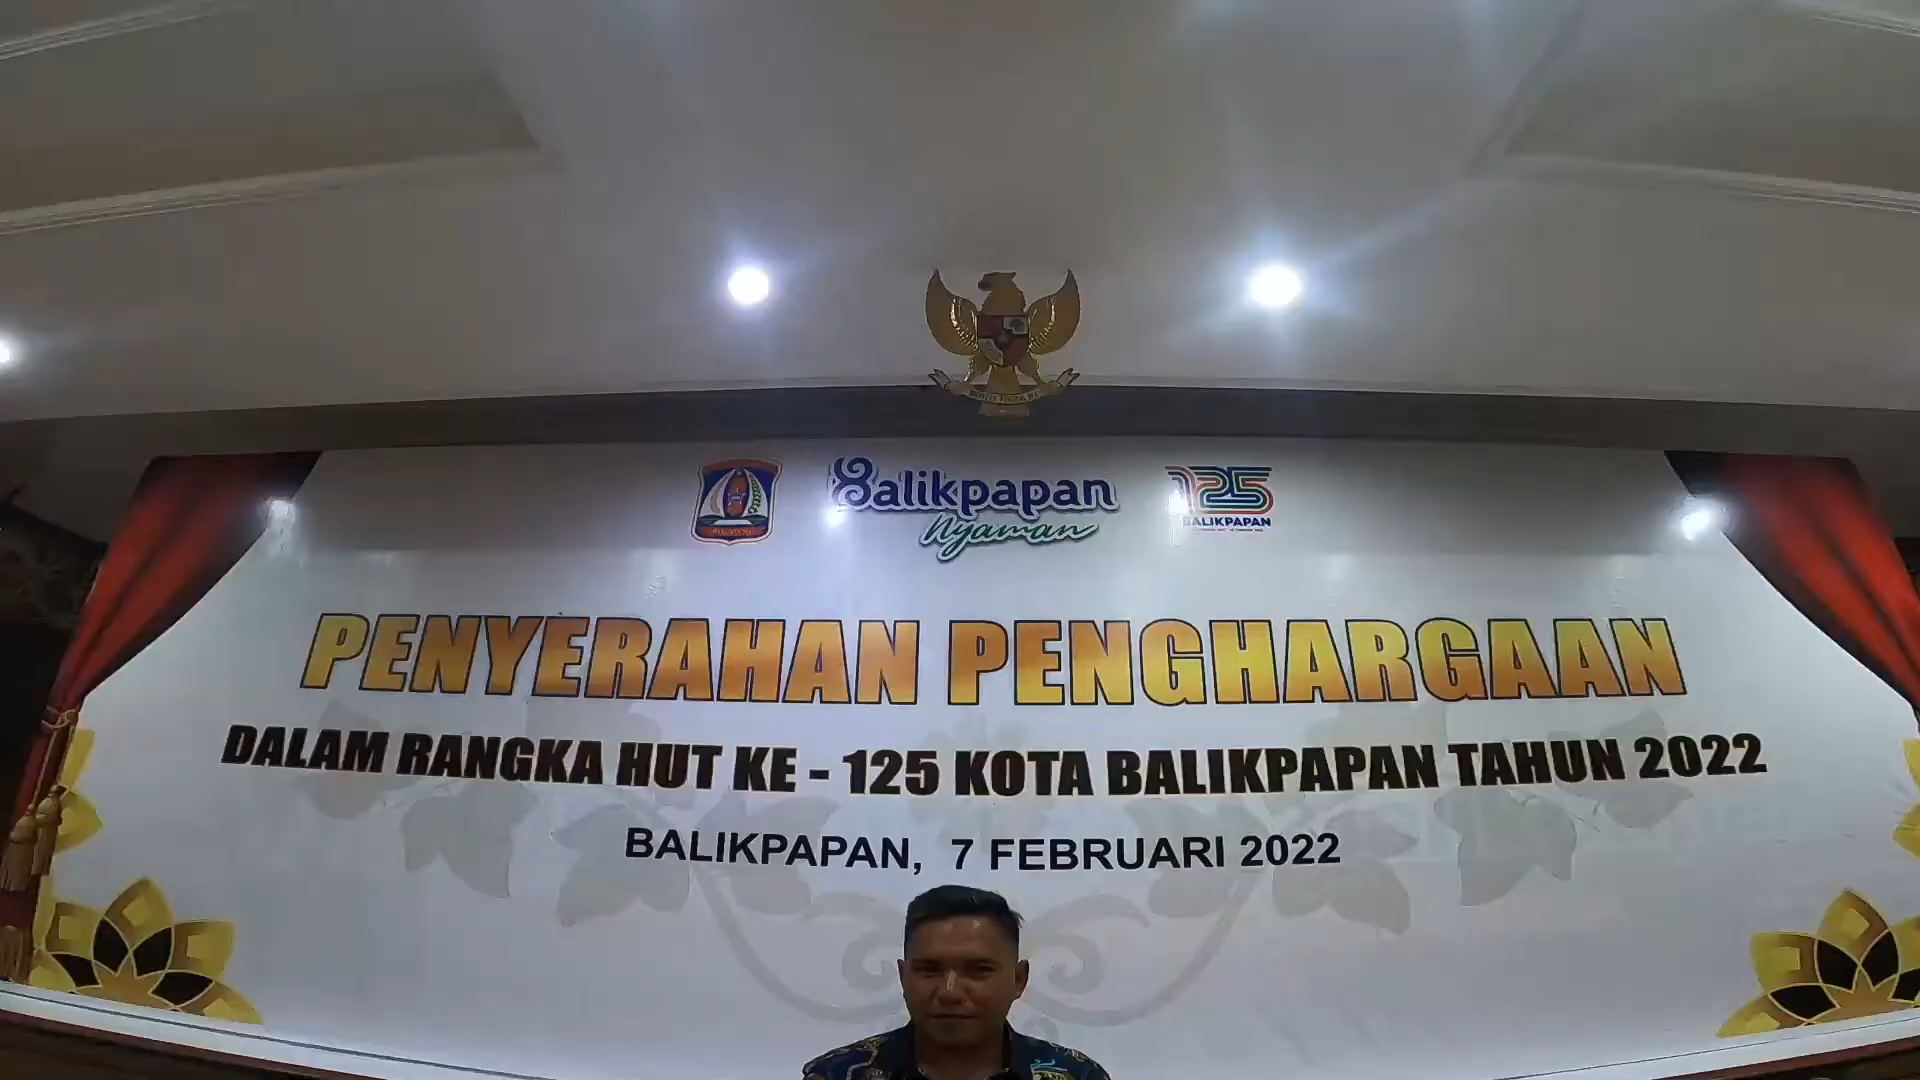 Balikpapan
Nyaman
125
BALIKPAPAN
PENYERAHAN PENGHARGAAN
DALAM RANGKA HUT KE - 125 KOTA BALIKPAPAN TAHUN 2022
BALIKPAPAN, 7 FEBRUARI 2022